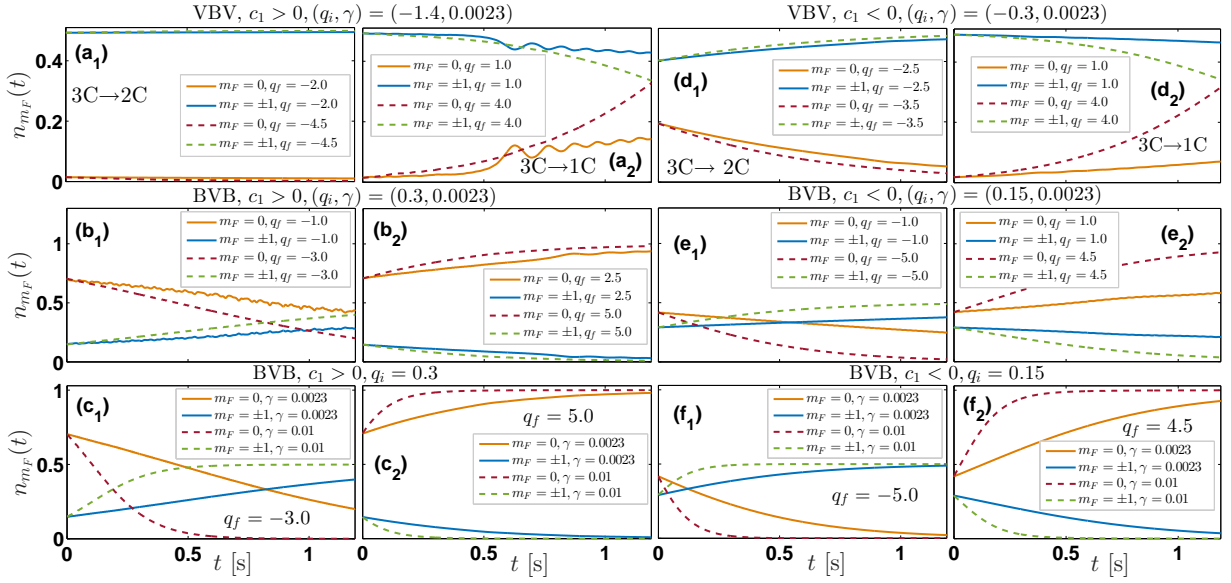 VBV, c₁ > 0, (qᵢ, γ) = (−1.4, 0.0023)
VBV, c₁ < 0, (qᵢ, γ) = (−0.3, 0.0023)
n_{m_F}(t)
0.4
0.2
0
(a₁)
3C→2C
m_F = 0, q_f = −2.0
m_F = ±1, q_f = −2.0
m_F = 0, q_f = −4.5
m_F = ±1, q_f = −4.5
m_F = 0, q_f = 1.0
m_F = ±1, q_f = 1.0
m_F = 0, q_f = 4.0
m_F = ±1, q_f = 4.0
3C→1C
(a₂)
(d₁)
m_F = 0, q_f = −2.5
m_F = ±1, q_f = −2.5
m_F = 0, q_f = −3.5
m_F = ±, q_f = −3.5
3C→ 2C
m_F = 0, q_f = 1.0
m_F = ±1, q_f = 1.0
m_F = 0, q_f = 4.0
m_F = ±1, q_f = 4.0
(d₂)
3C→1C
BVB, c₁ > 0, (qᵢ, γ) = (0.3, 0.0023)
BVB, c₁ < 0, (qᵢ, γ) = (0.15, 0.0023)
n_{m_F}(t)
1
0.5
0
(b₁)
m_F = 0, q_f = −1.0
m_F = ±1, q_f = −1.0
m_F = 0, q_f = −3.0
m_F = ±1, q_f = −3.0
(b₂)
m_F = 0, q_f = 2.5
m_F = ±1, q_f = 2.5
m_F = 0, q_f = 5.0
m_F = ±1, q_f = 5.0
(e₁)
m_F = 0, q_f = −1.0
m_F = ±1, q_f = −1.0
m_F = 0, q_f = −5.0
m_F = ±1, q_f = −5.0
m_F = 0, q_f = 1.0
m_F = ±1, q_f = 1.0
m_F = 0, q_f = 4.5
m_F = ±1, q_f = 4.5
(e₂)
BVB, c₁ > 0, qᵢ = 0.3
BVB, c₁ < 0, qᵢ = 0.15
n_{m_F}(t)
1
0.5
0
(c₁)
m_F = 0, γ = 0.0023
m_F = ±1, γ = 0.0023
m_F = 0, γ = 0.01
m_F = ±1, γ = 0.01
q_f = −3.0
q_f = 5.0
(c₂)
m_F = 0, γ = 0.0023
m_F = ±1, γ = 0.0023
m_F = 0, γ = 0.01
m_F = ±1, γ = 0.01
(f₁)
m_F = 0, γ = 0.0023
m_F = ±1, γ = 0.0023
m_F = 0, γ = 0.01
m_F = ±1, γ = 0.01
q_f = −5.0
(f₂)
q_f = 4.5
m_F = 0, γ = 0.0023
m_F = ±1, γ = 0.0023
m_F = 0, γ = 0.01
m_F = ±1, γ = 0.01
0 0.5 1 0 0.5 1 0 0.5 1 0 0.5 1
t [s] t [s] t [s] t [s]